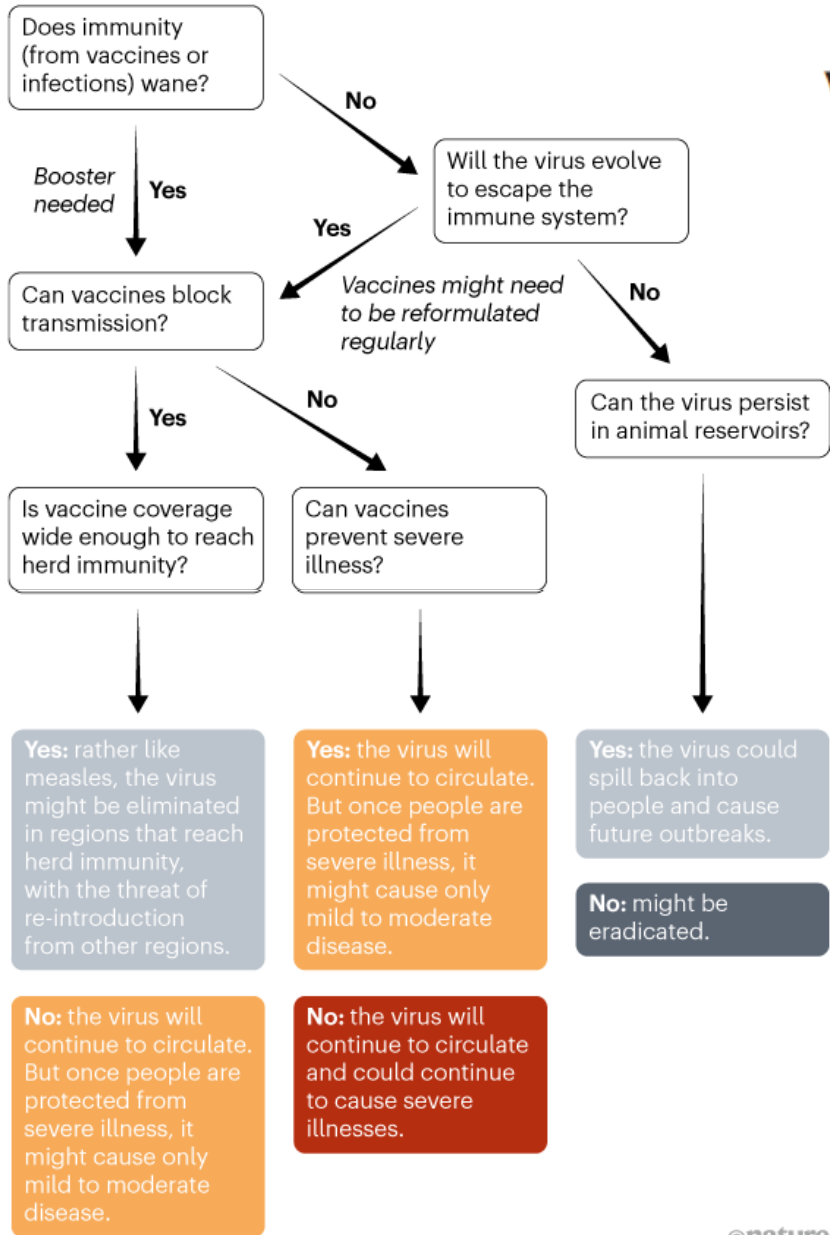 Does immunity
(from vaccines or
infections) wane?
No
Booster
needed
Yes
Will the virus evolve
to escape the
immune system?
Yes
Vaccines might need
to be reformulated
regularly
No
Can vaccines block
transmission?
Yes
No
Can the virus persist
in animal reservoirs?
Is vaccine coverage
wide enough to reach
herd immunity?
Can vaccines
prevent severe
illness?
Yes: rather like
measles, the virus
might be eliminated
in regions that reach
herd immunity,
with the threat of
re-introduction
from other regions.
No: the virus will
continue to circulate.
But once people are
protected from
severe illness, it
might cause only
mild to moderate
disease.
Yes: the virus will
continue to circulate.
But once people are
protected from
severe illness, it
might cause only
mild to moderate
disease.
No: the virus will
continue to circulate
and could continue
to cause severe
illnesses.
Yes: the virus could
spill back into
people and cause
future outbreaks.
No: might be
eradicated.
©nature